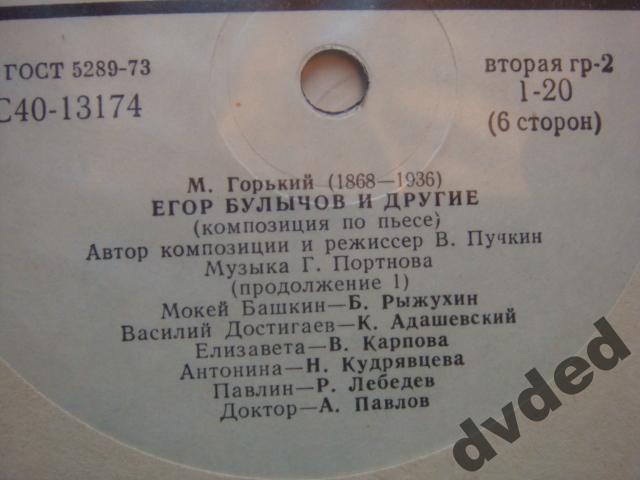 ГОСТ 5289-73
С40-13174
вторая гр-2
1-20
(6 сторон)
М. Горький (1868—1936)
ЕГОР БУЛЫЧОВ И ДРУГИЕ
(композиция по пьесе)
Автор композиции и режиссер В. Пучкин
Музыка Г. Портнова
(продолжение 1)
Мокей Башкин—Б. Рыжухин
Василий Достигаев—К. Адашевский
Елизавета—В. Карпова
Антонина—Н. Кудрявцева
Павлин—Р. Лебедев
Доктор—А. Павлов
dvded